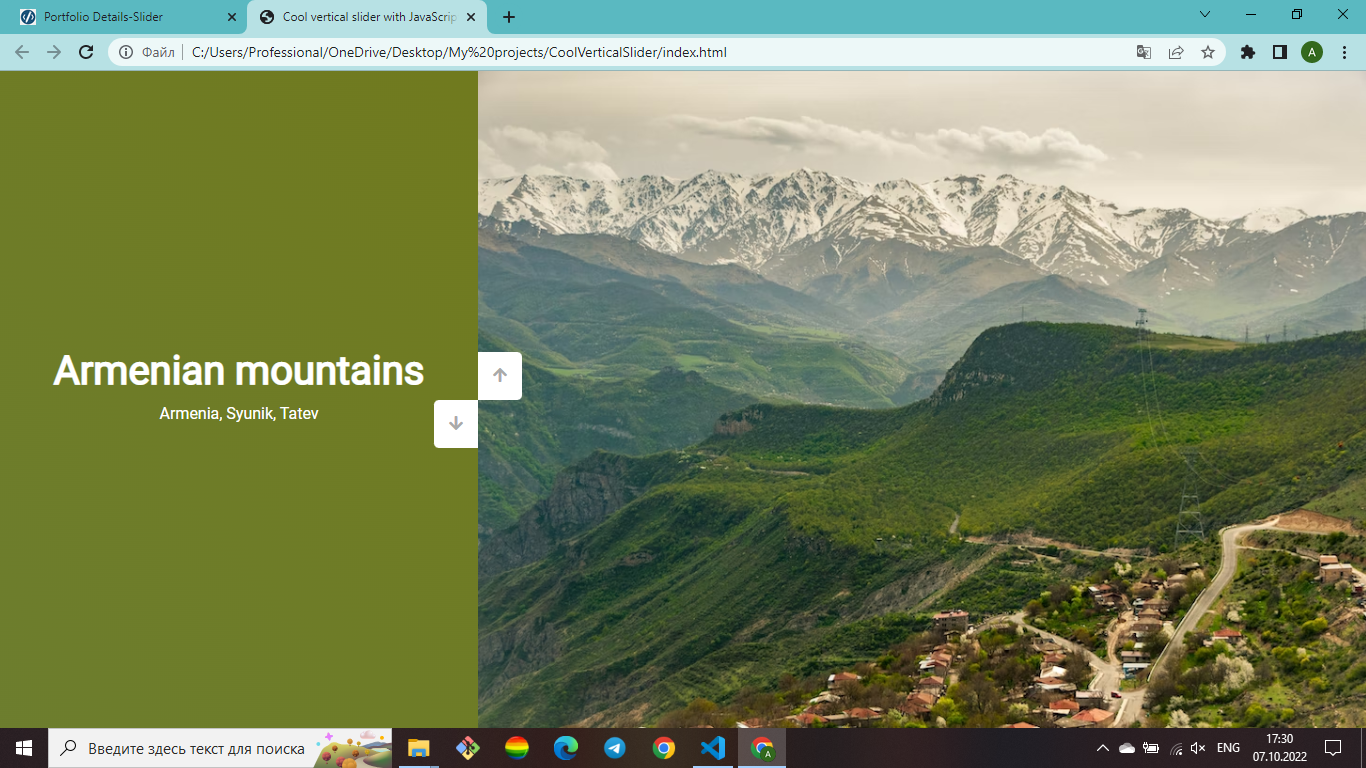 Portfolio Details-Slider
Cool vertical slider with JavaScrip
Файл
C:/Users/Professional/OneDrive/Desktop/My%20projects/CoolVerticalSlider/index.html
A
Armenian mountains
Armenia, Syunik, Tatev
Введите здесь текст для поиска
A
ENG
17:30
07.10.2022